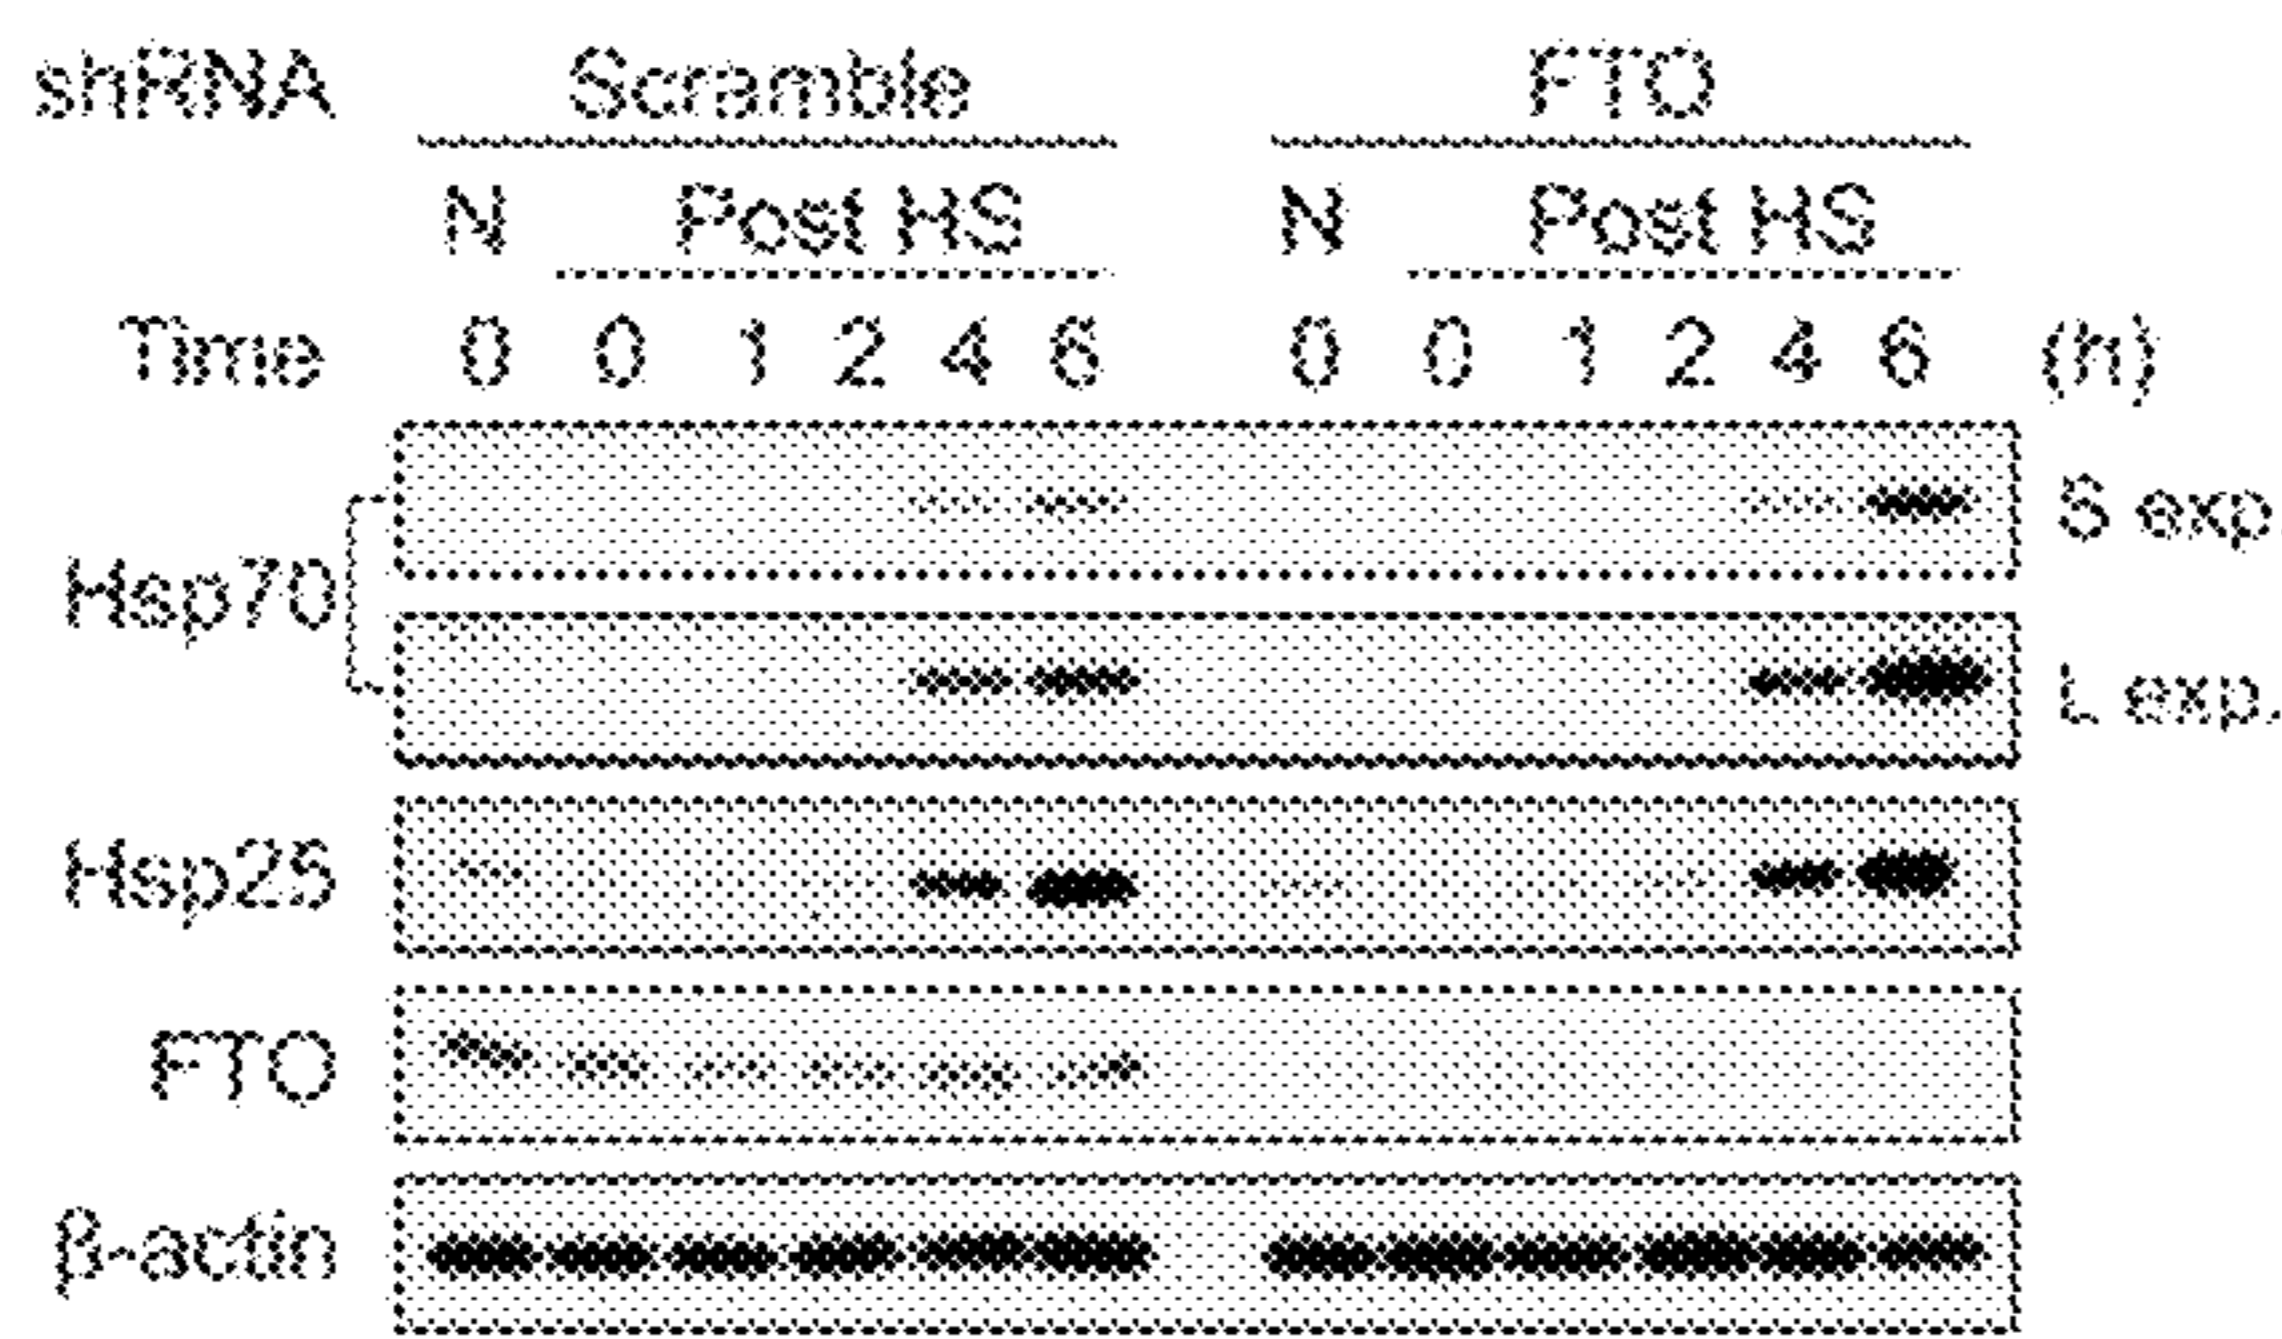 shRNA Scramble FTO
N Post HS N Post HS
Time 0 0 1 2 4 6 0 0 1 2 4 6 (h)
S exp.
Hsp70
L exp.
Hsp25
FTO
β-actin